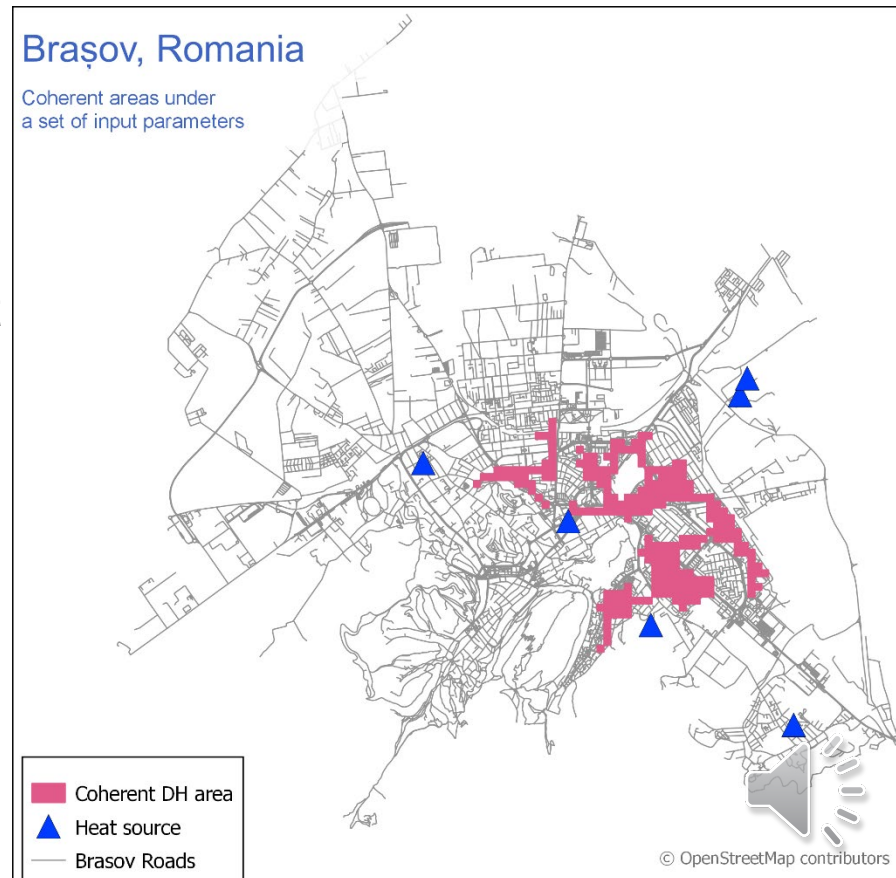 Brașov, Romania
Coherent areas under
a set of input parameters
Coherent DH area
Heat source
Brasov Roads
© OpenStreetMap contributors